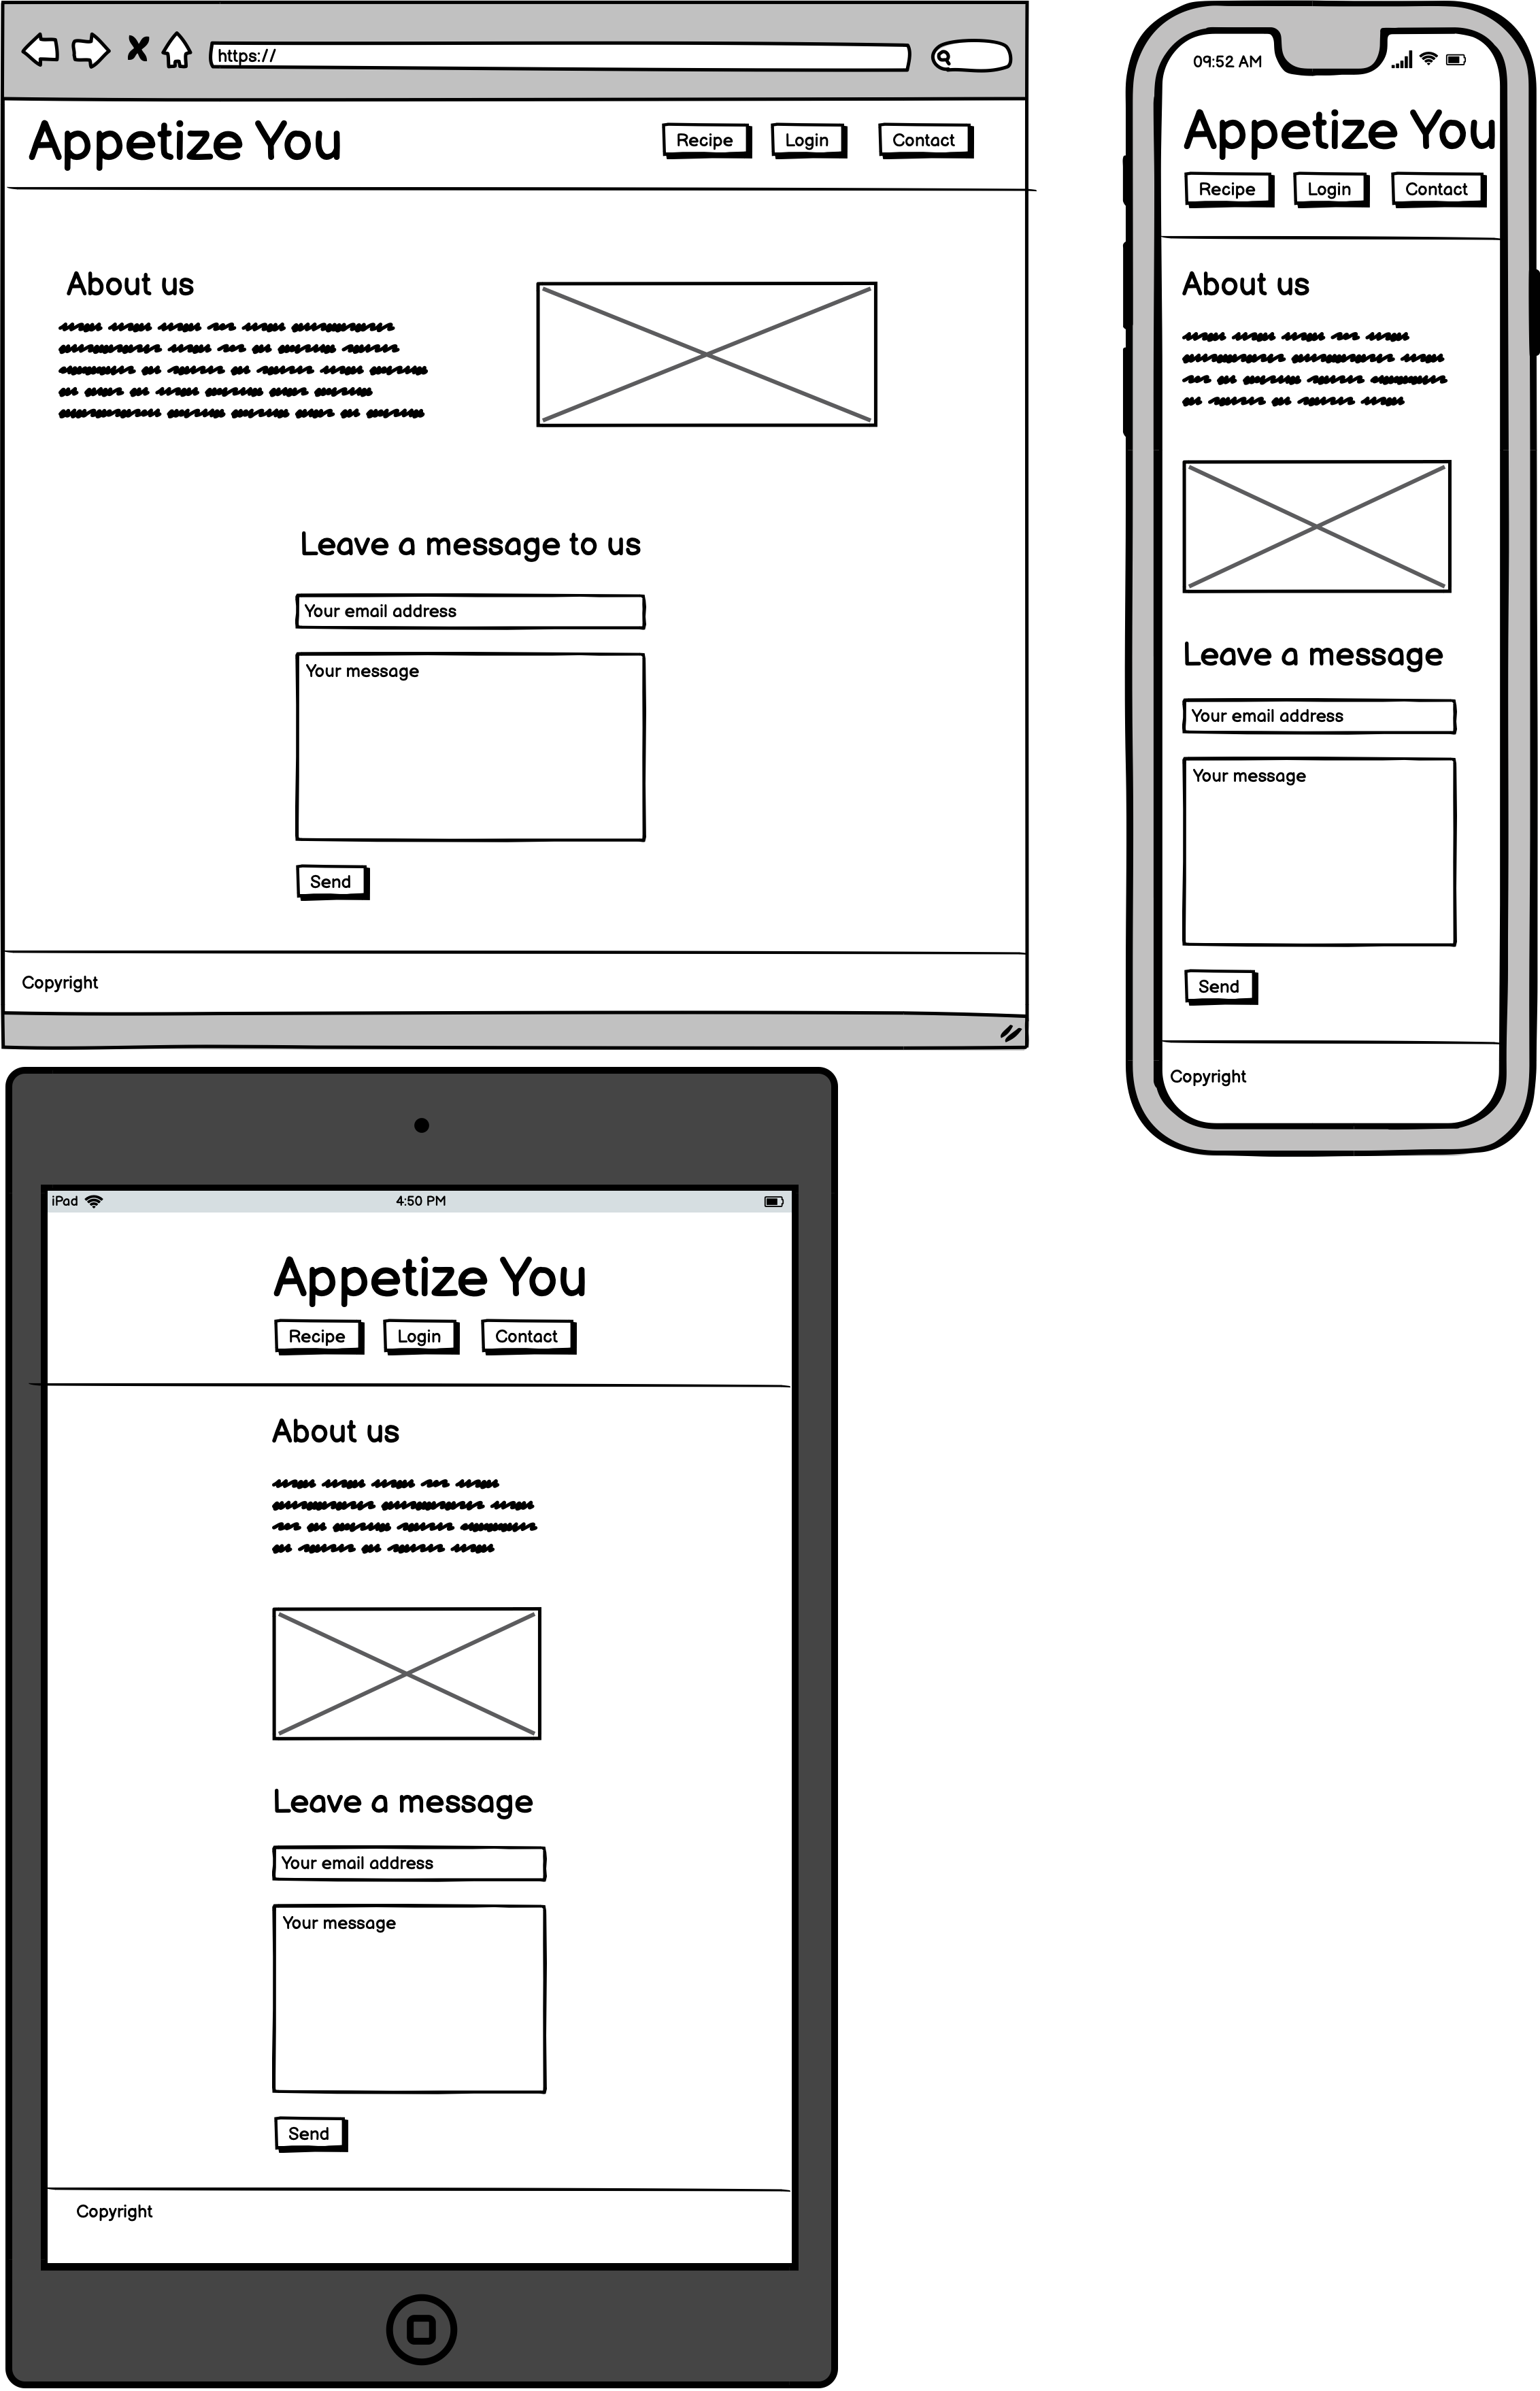 https://
Appetize You
Recipe Login Contact
About us
Leave a message to us
Your email address
Your message
Send
Copyright
09:52 AM
Appetize You
Recipe Login Contact
About us
Leave a message
Your email address
Your message
Send
Copyright
iPad 4:50 PM
Appetize You
Recipe Login Contact
About us
Leave a message
Your email address
Your message
Send
Copyright